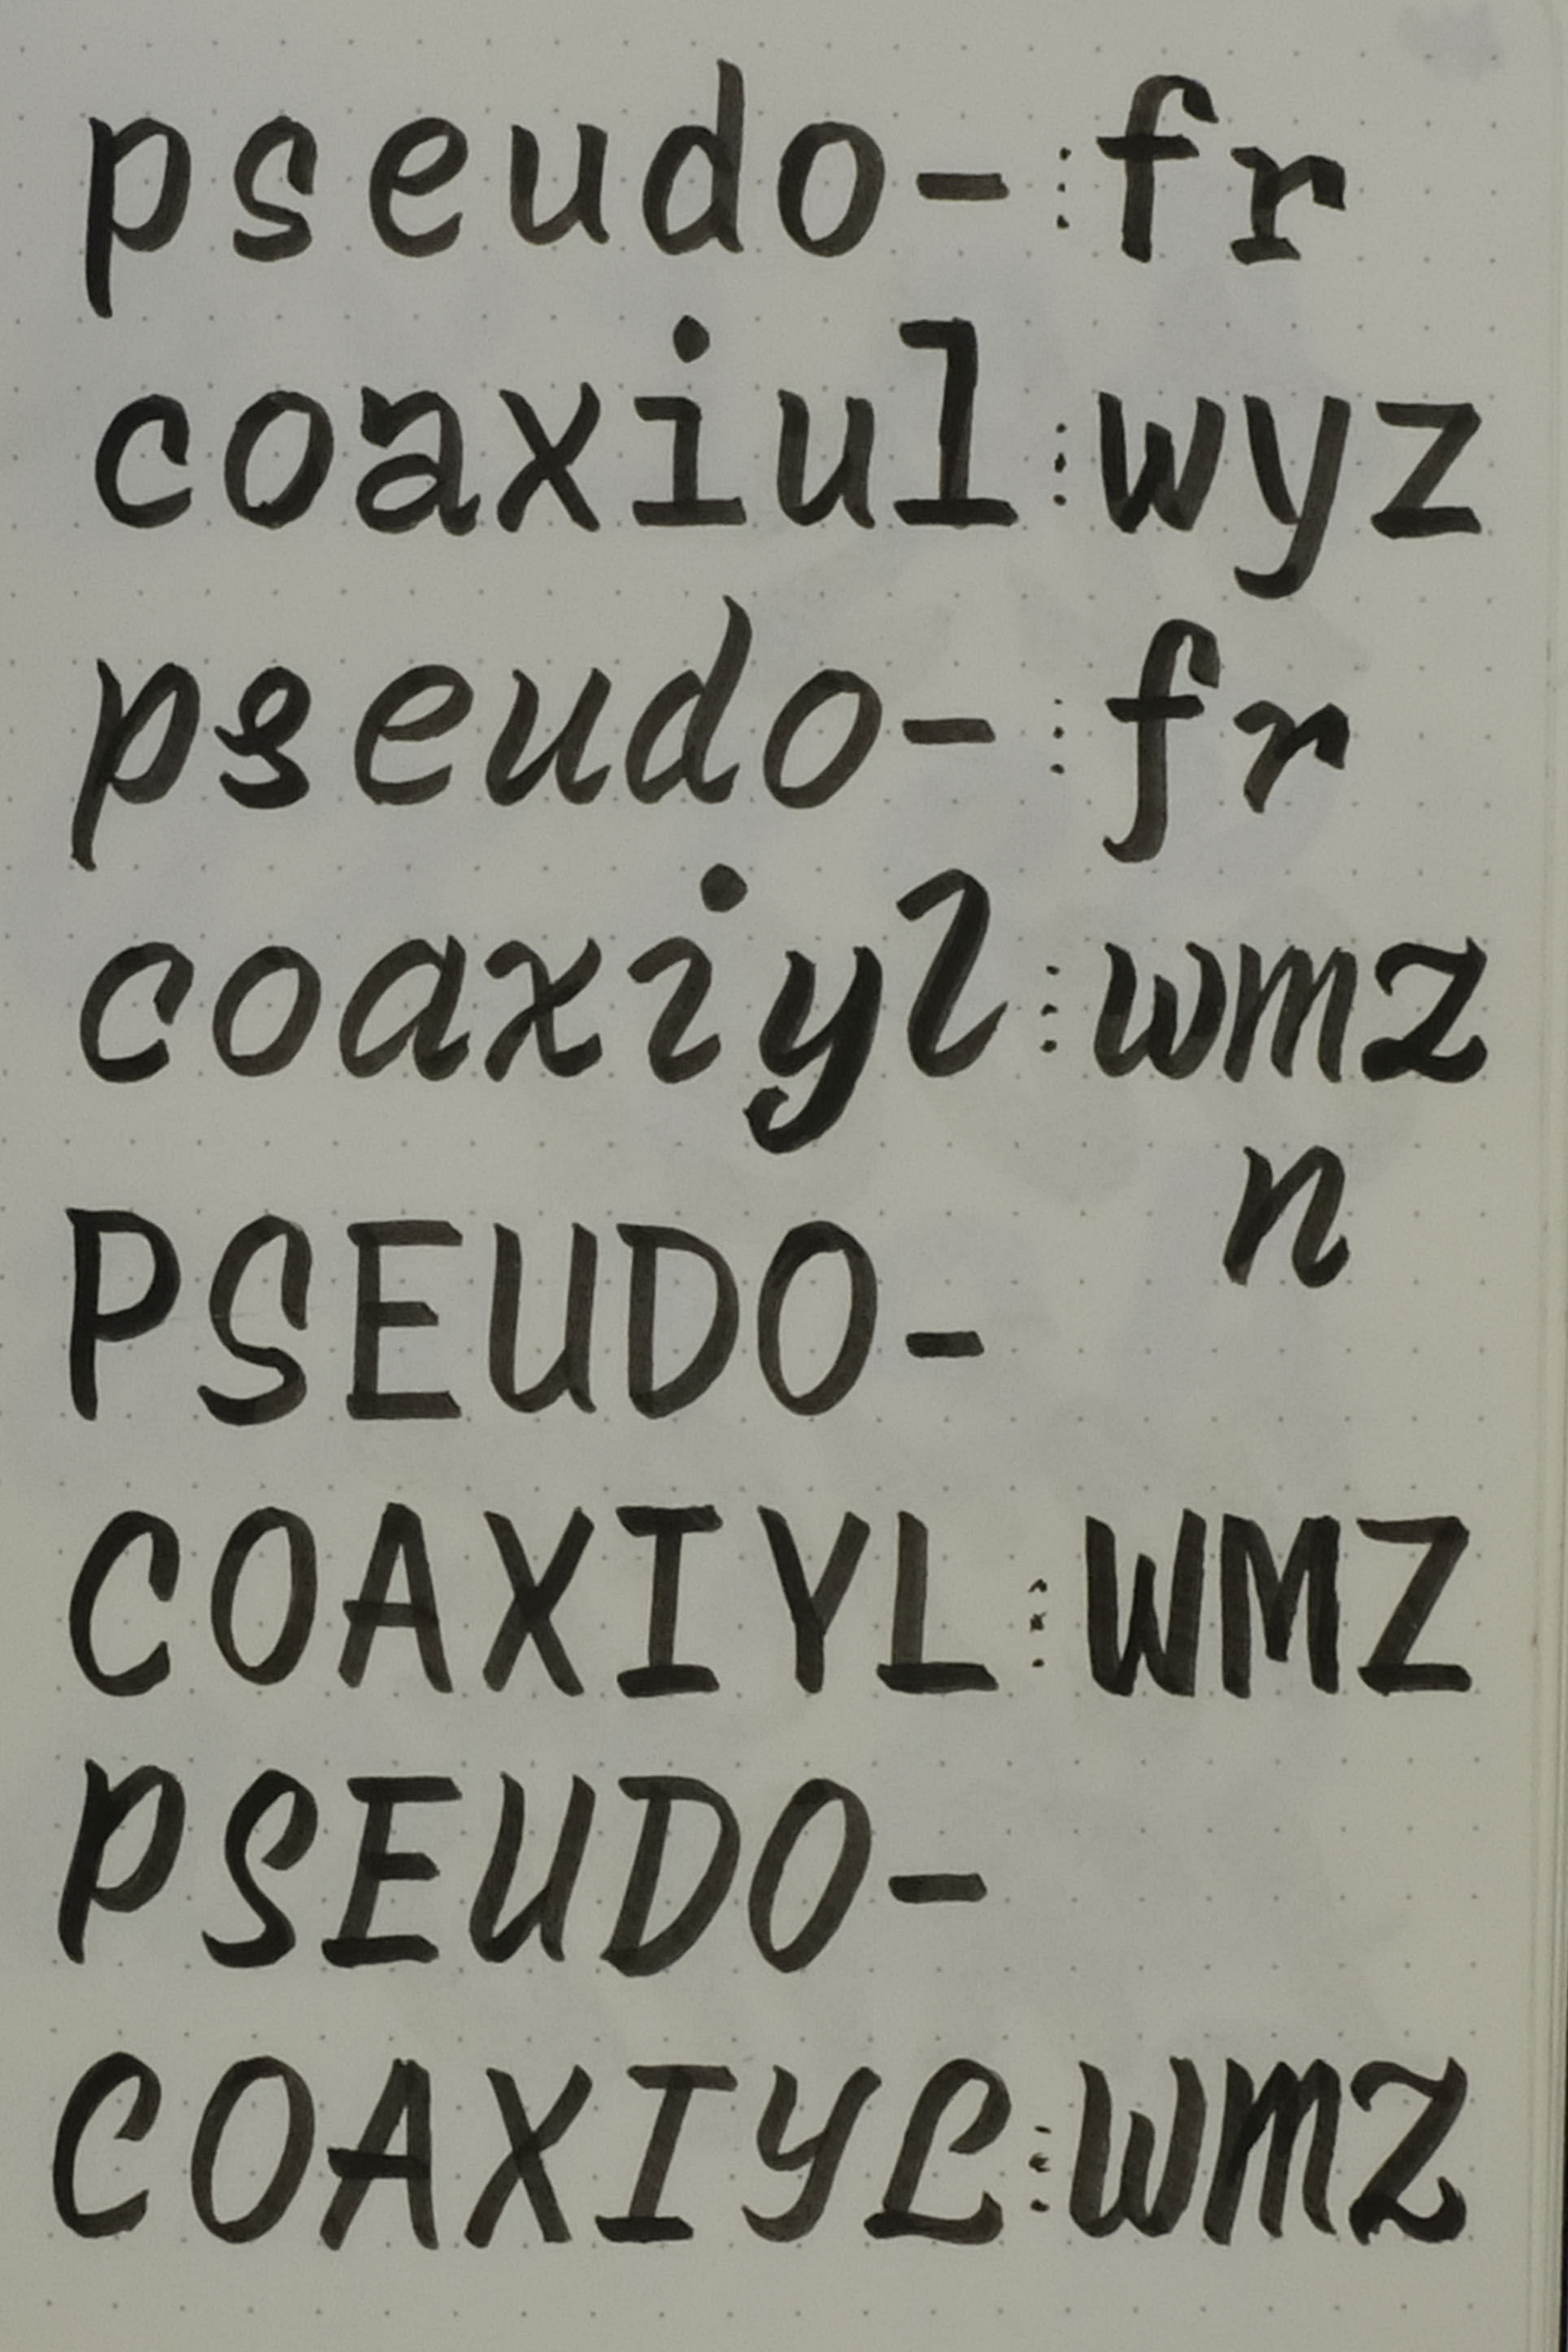 pseudo- ⋮ fr
coaxiul ⋮ wyz
pseudo- ⋮ fr
coaxiyl ⋮ wmz
n
PSEUDO-
COAXIYL ⋮ WMZ
PSEUDO-
COAXIYL ⋮ WMZ